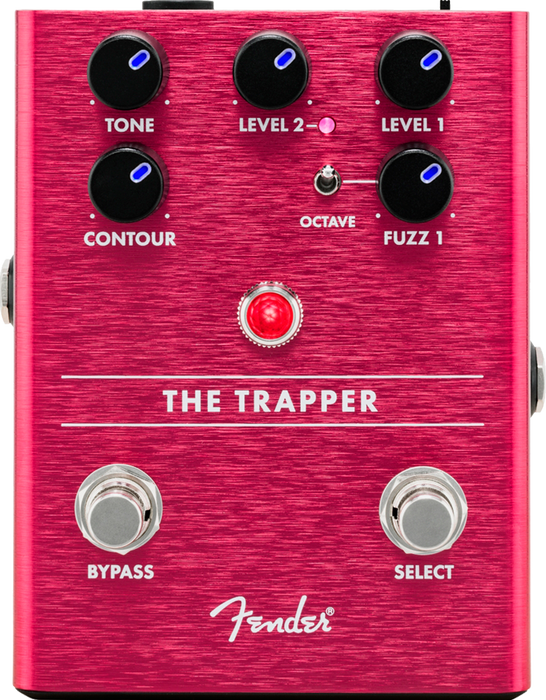 TONE
LEVEL 2
LEVEL 1
CONTOUR
OCTAVE
FUZZ 1
THE TRAPPER
BYPASS
SELECT
Fender®